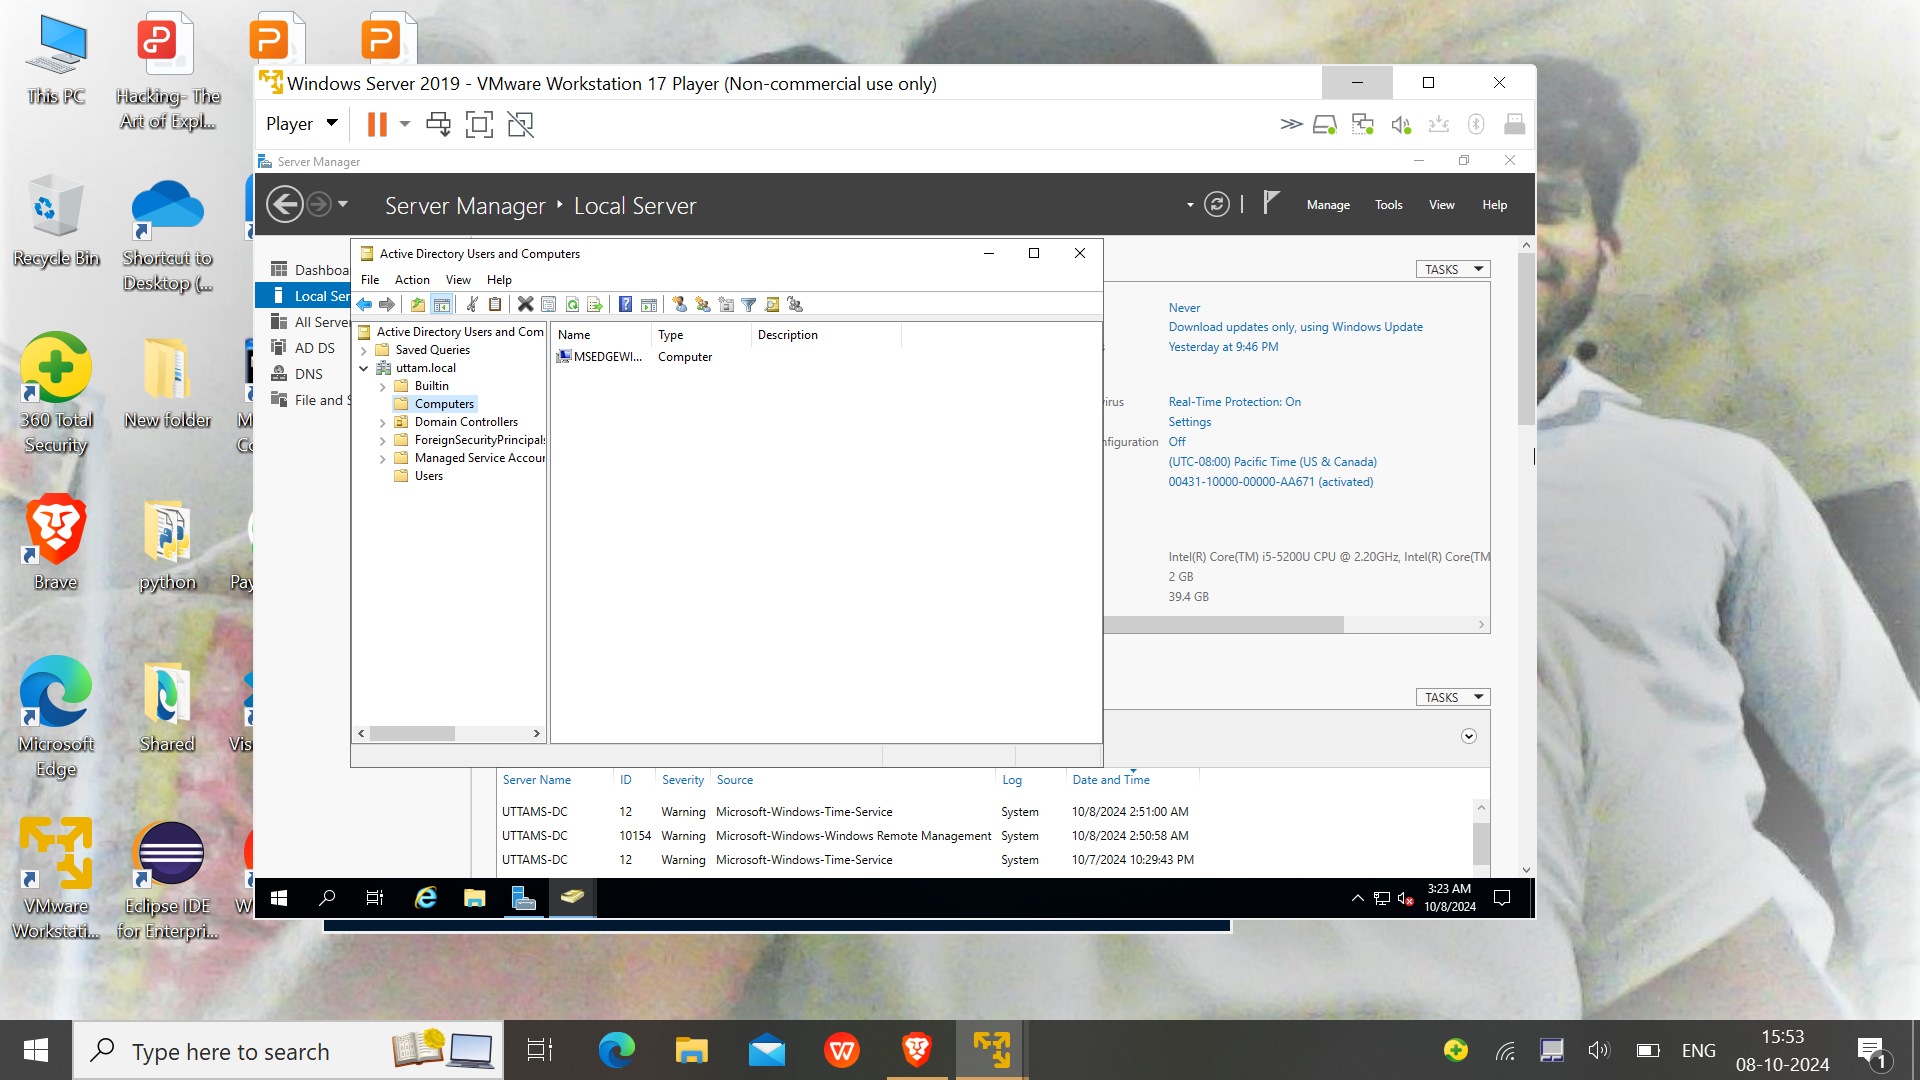 This PC
Hacking- The
Art of Expl...
Recycle Bin
Shortcut to
Desktop (...
360 Total
Security
New folder
Brave
python
Microsoft
Edge
Shared
VMware
Workstati...
Eclipse IDE
for Enterpri...
Windows Server 2019 - VMware Workstation 17 Player (Non-commercial use only)
Player
Server Manager
Server Manager Local Server
Manage Tools View Help
Dashboa
Local Ser
All Server
AD DS
DNS
File and S
Active Directory Users and Computers
File Action View Help
Active Directory Users and Com
Saved Queries
uttam.local
Builtin
Computers
Domain Controllers
ForeignSecurityPrincipals
Managed Service Accour
Users
Name Type Description
MSEDGEWI... Computer
TASKS
Never
Download updates only, using Windows Update
Yesterday at 9:46 PM
irus Real-Time Protection: On
Settings
nfiguration Off
(UTC-08:00) Pacific Time (US & Canada)
00431-10000-00000-AA671 (activated)
Intel(R) Core(TM) i5-5200U CPU @ 2.20GHz, Intel(R) Core(TM
2 GB
39.4 GB
TASKS
Server Name ID Severity Source Log Date and Time
UTTAMS-DC 12 Warning Microsoft-Windows-Time-Service System 10/8/2024 2:51:00 AM
UTTAMS-DC 10154 Warning Microsoft-Windows-Windows Remote Management System 10/8/2024 2:50:58 AM
UTTAMS-DC 12 Warning Microsoft-Windows-Time-Service System 10/7/2024 10:29:43 PM
3:23 AM
10/8/2024
Type here to search
ENG
15:53
08-10-2024
1